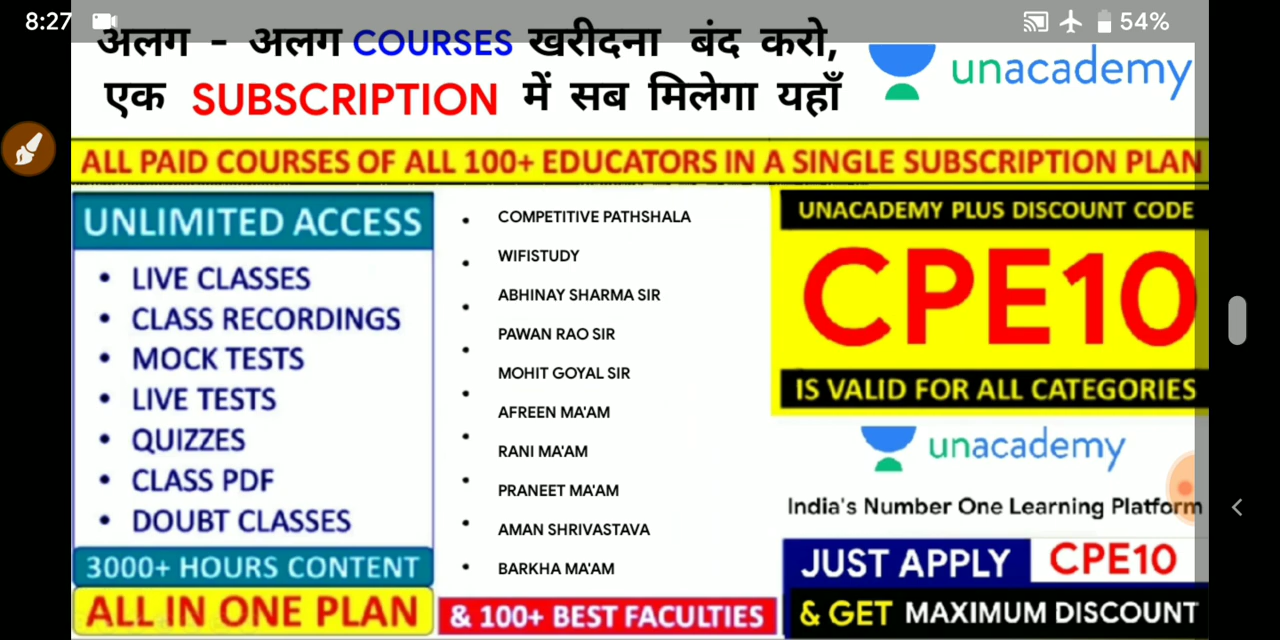 8:27
54%
अलग - अलग COURSES खरीदना बंद करो,
एक SUBSCRIPTION में सब मिलेगा यहाँ
unacademy
ALL PAID COURSES OF ALL 100+ EDUCATORS IN A SINGLE SUBSCRIPTION PLAN
UNLIMITED ACCESS
• LIVE CLASSES
• CLASS RECORDINGS
• MOCK TESTS
• LIVE TESTS
• QUIZZES
• CLASS PDF
• DOUBT CLASSES
3000+ HOURS CONTENT
ALL IN ONE PLAN
• COMPETITIVE PATHSHALA
• WIFISTUDY
• ABHINAY SHARMA SIR
• PAWAN RAO SIR
• MOHIT GOYAL SIR
• AFREEN MA'AM
• RANI MA'AM
• PRANEET MA'AM
• AMAN SHRIVASTAVA
• BARKHA MA'AM
& 100+ BEST FACULTIES
UNACADEMY PLUS DISCOUNT CODE
CPE10
IS VALID FOR ALL CATEGORIES
unacademy
India's Number One Learning Platform
JUST APPLY CPE10
& GET MAXIMUM DISCOUNT